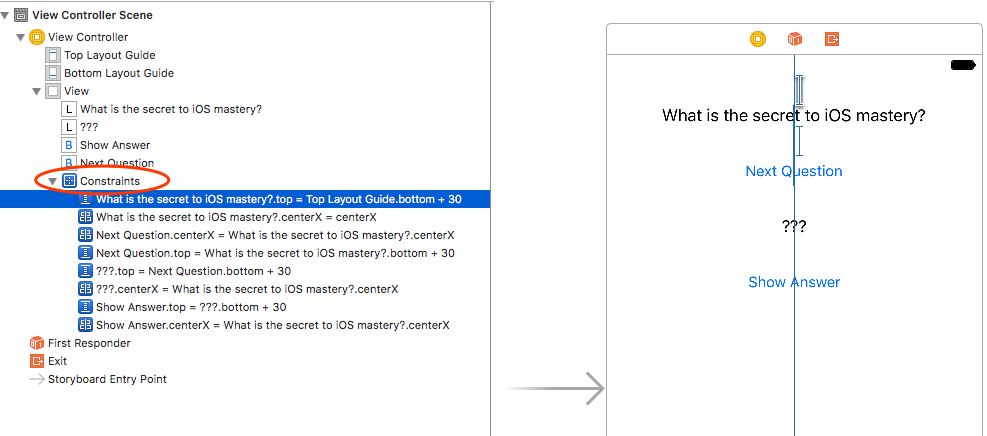 View Controller Scene
View Controller
Top Layout Guide
Bottom Layout Guide
View
L What is the secret to iOS mastery?
L ???
B Show Answer
B Next Question
Constraints
What is the secret to iOS mastery?.top = Top Layout Guide.bottom + 30
What is the secret to iOS mastery?.centerX = centerX
Next Question.centerX = What is the secret to iOS mastery?.centerX
Next Question.top = What is the secret to iOS mastery?.bottom + 30
???.top = Next Question.bottom + 30
???.centerX = What is the secret to iOS mastery?.centerX
Show Answer.top = ???.bottom + 30
Show Answer.centerX = What is the secret to iOS mastery?.centerX
First Responder
Exit
Storyboard Entry Point
What is the secret to iOS mastery?
Next Question
???
Show Answer